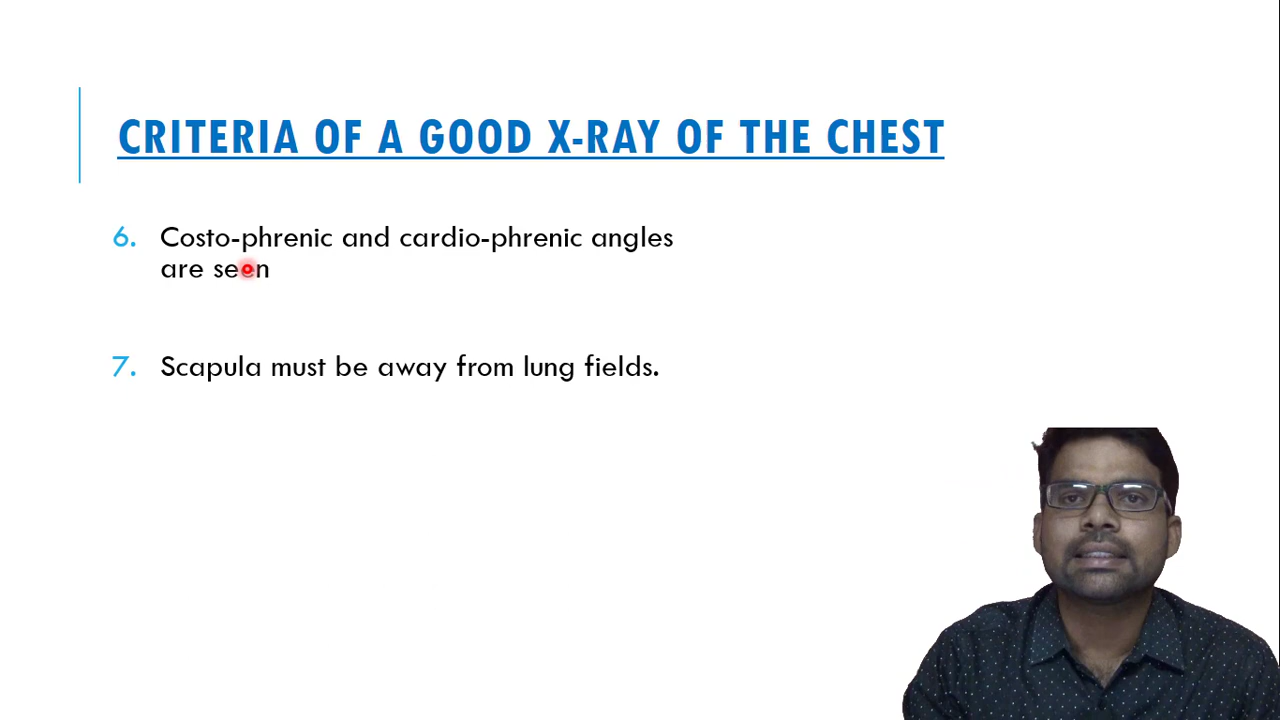 CRITERIA OF A GOOD X-RAY OF THE CHEST
6. Costo-phrenic and cardio-phrenic angles
are seen
7. Scapula must be away from lung fields.